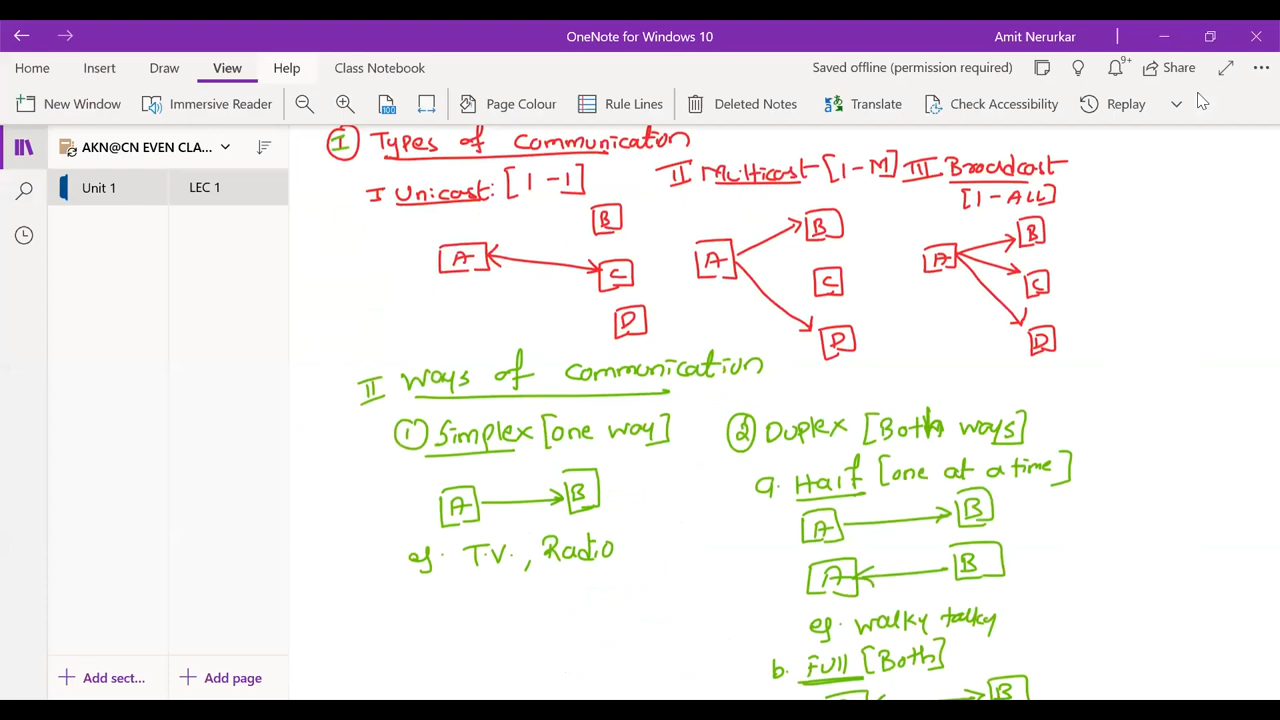 OneNote for Windows 10
Amit Nerurkar
Home Insert Draw View Help Class Notebook
Saved offline (permission required) 9+ Share
New Window Immersive Reader 100 Page Colour Rule Lines Deleted Notes Translate Check Accessibility Replay
AKN@CN EVEN CLA...
Unit 1
LEC 1
I Types of communication
I Unicast: [1-1]
A
B
C
D
II Multicast [1-M]
A
B
C
D
III Broadcast
[1-ALL]
A
B
C
D
II Ways of communication
1 Simplex [one way]
A B
eg. T.V., Radio
2 Duplex [Both ways]
a. Half [one at a time]
A B
A B
eg. walky talky
b. Full [Both]
B
Add sect...
Add page